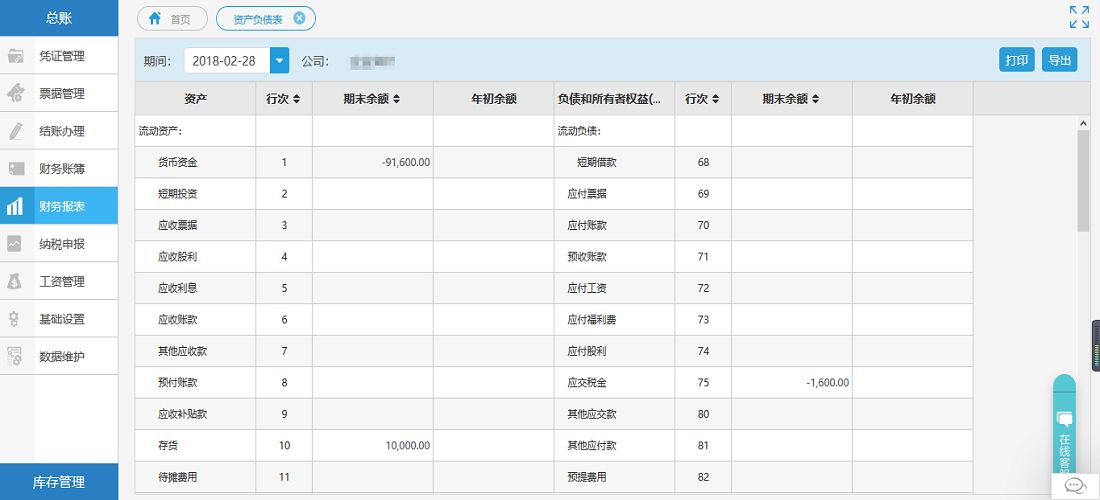 总账
首页
资产负债表
凭证管理
票据管理
结账办理
财务账簿
财务报表
纳税申报
工资管理
基础设置
数据维护
库存管理
期间： 2018-02-28 公司： 打印 导出
资产 行次 期末余额 年初余额 负债和所有者权益(... 行次 期末余额 年初余额
流动资产： 流动负债：
货币资金 1 -91,600.00 短期借款 68
短期投资 2 应付票据 69
应收票据 3 应付账款 70
应收股利 4 预收账款 71
应收利息 5 应付工资 72
应收账款 6 应付福利费 73
其他应收款 7 应付股利 74
预付账款 8 应交税金 75 -1,600.00
应收补贴款 9 其他应交款 80
存货 10 10,000.00 其他应付款 81
待摊费用 11 预提费用 82
在线客